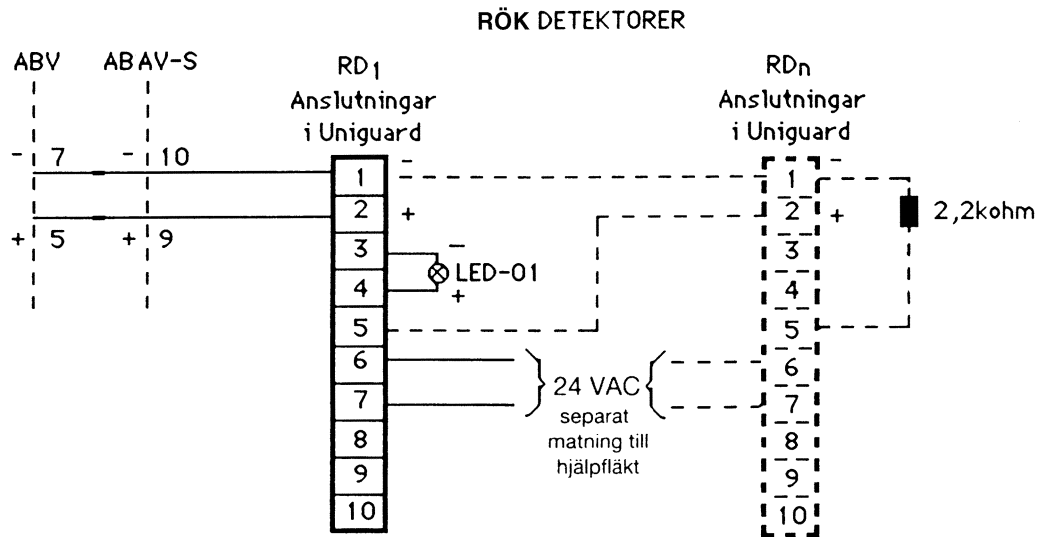 RÖK DETEKTORER
ABV ABAV-S
RD1
Anslutningar
i Uniguard
RDn
Anslutningar
i Uniguard
- 7 - 10
+ 5 + 9
1 -
2 +
3 -
4 +
LED-01
5
6
7
8
9
10
24 VAC
separat
matning till
hjälpfläkt
1 -
2 +
3
4
5
6
7
8
9
10
2,2kohm